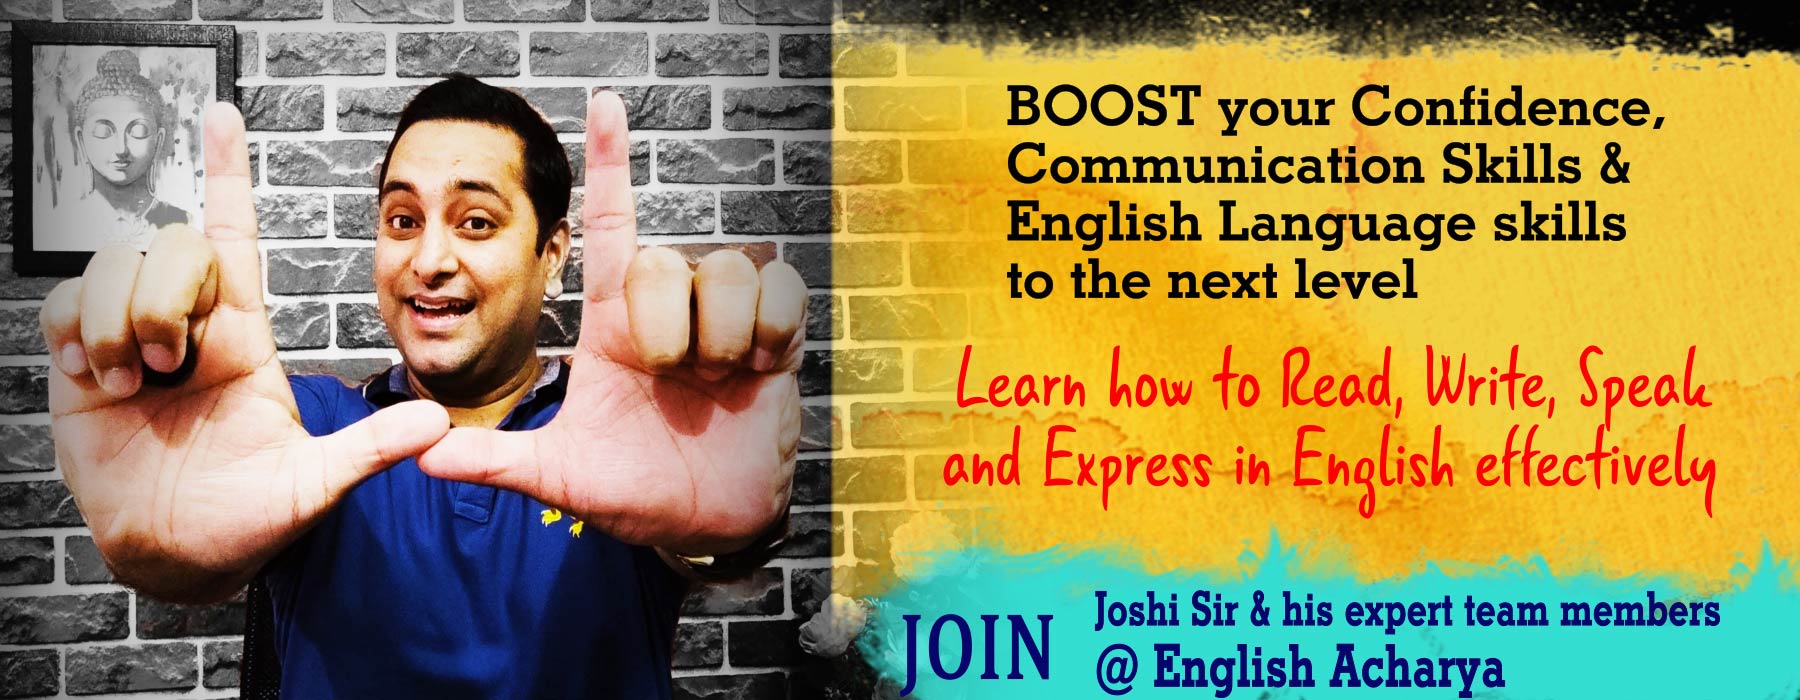 BOOST your Confidence,
Communication Skills &
English Language skills
to the next level
Learn how to Read, Write, Speak
and Express in English effectively
JOIN
Joshi Sir & his expert team members
@ English Acharya